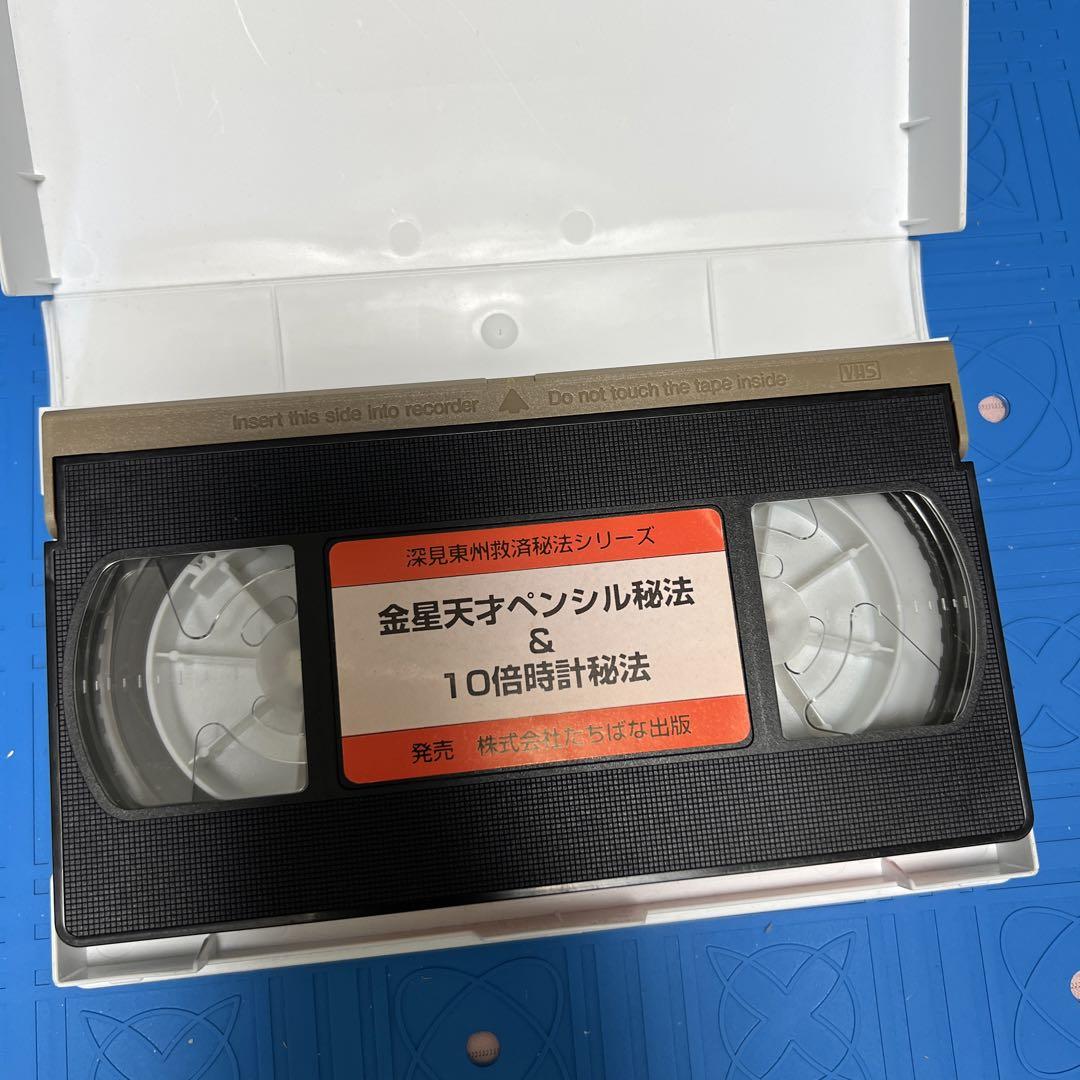 Insert this side into recorder Do not touch the tape inside VHS
深見東州救済秘法シリーズ
金星天才ペンシル秘法
&
10倍時計秘法
発売 株式会社たちばな出版